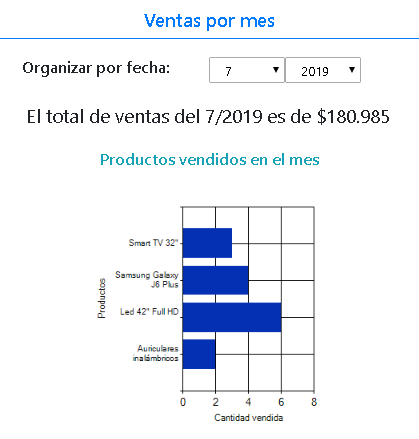 Ventas por mes
Organizar por fecha: 7 2019
El total de ventas del 7/2019 es de $180.985
Productos vendidos en el mes
Productos
Smart TV 32"
Samsung Galaxy
J6 Plus
Led 42" Full HD
Auriculares
inalámbricos
0 2 4 6 8
Cantidad vendida